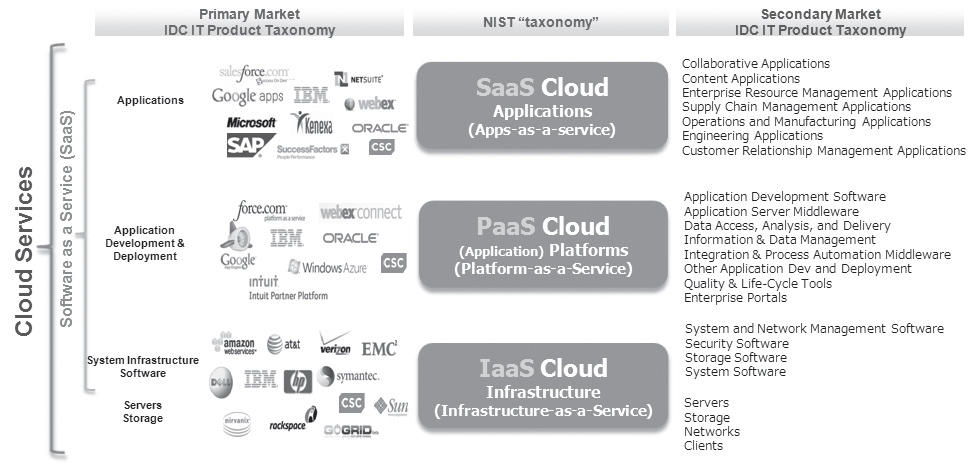 Primary Market
IDC IT Product Taxonomy
NIST “taxonomy”
Secondary Market
IDC IT Product Taxonomy
Cloud Services
Software as a Service (SaaS)
Applications
salesforce.com
Success On Demand
NETSUITE
Google apps
IBM
webex
Microsoft
Kenexa
ORACLE
SAP
SuccessFactors
People Performance
CSC
SaaS Cloud
Applications
(Apps-as-a-service)
Collaborative Applications
Content Applications
Enterprise Resource Management Applications
Supply Chain Management Applications
Operations and Manufacturing Applications
Engineering Applications
Customer Relationship Management Applications
Application
Development &
Deployment
force.com
platform as a service
webex connect
IBM
ORACLE
Google
App Engine
Windows Azure
CSC
intuit
Intuit Partner Platform
PaaS Cloud
(Application) Platforms
(Platform-as-a-Service)
Application Development Software
Application Server Middleware
Data Access, Analysis, and Delivery
Information & Data Management
Integration & Process Automation Middleware
Other Application Dev and Deployment
Quality & Life-Cycle Tools
Enterprise Portals
System Infrastructure
Software
Servers
Storage
amazon
webservices
at&t
verizon
EMC2
DELL
IBM
hp
symantec.
CSC
Sun
nirvanix
rackspace
GOGRID
IaaS Cloud
Infrastructure
(Infrastructure-as-a-Service)
System and Network Management Software
Security Software
Storage Software
System Software
Servers
Storage
Networks
Clients